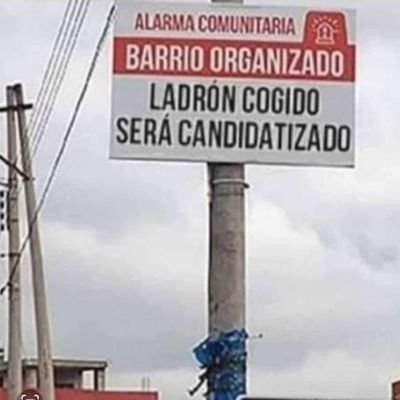 ALARMA COMUNITARIA
BARRIO ORGANIZADO
LADRÓN COGIDO
SERÁ CANDIDATIZADO